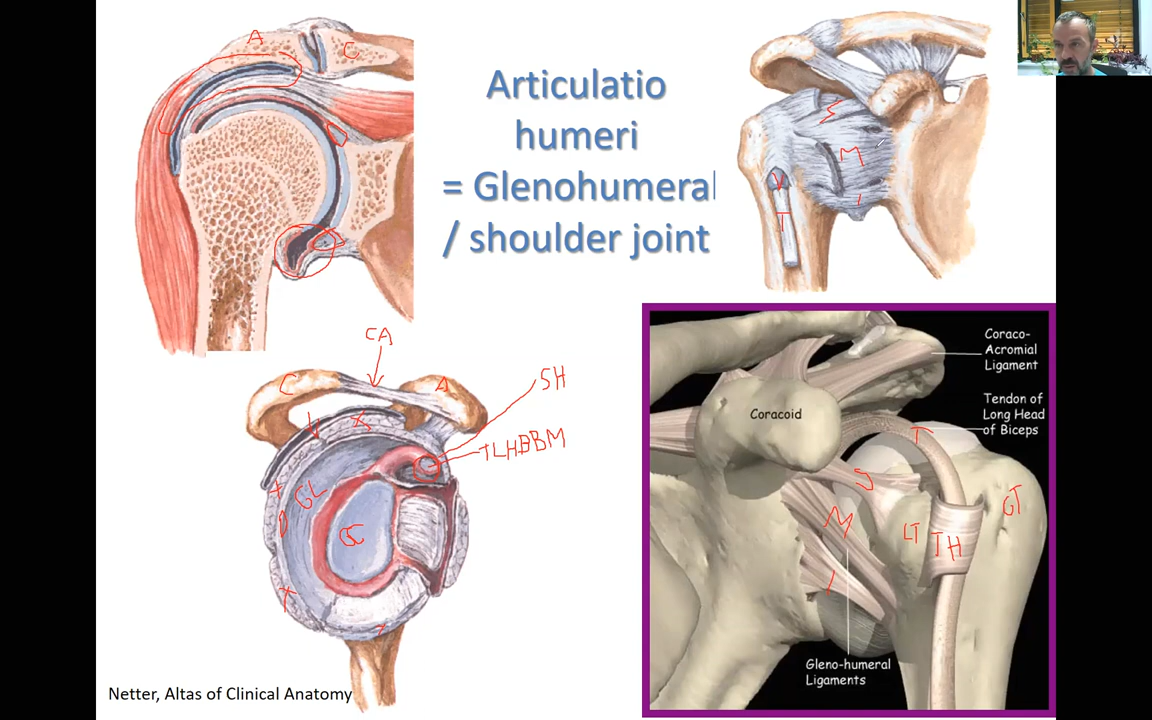 A
C
Articulatio
humeri
= Glenohumeral
/ shoulder joint
S
M
I
T
CA
C
A
SH
TLHBBM
X
GL
GC
Coraco-
Acromial
Ligament
Tendon of
Long Head
of Biceps
Coracoid
T
S
M
I
LT
TH
GT
Gleno-humeral
Ligaments
Netter, Altas of Clinical Anatomy